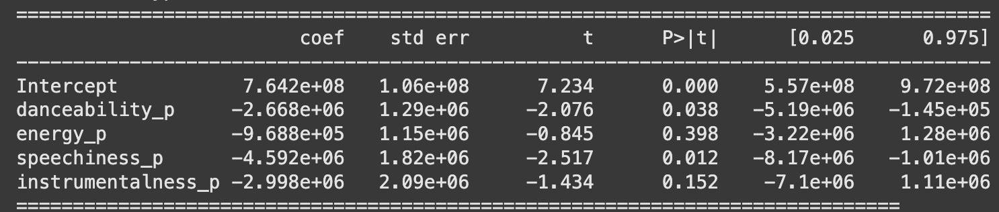 ==============================================================================
coef std err t P>|t| [0.025 0.975]
------------------------------------------------------------------------------
Intercept 7.642e+08 1.06e+08 7.234 0.000 5.57e+08 9.72e+08
danceability_p -2.668e+06 1.29e+06 -2.076 0.038 -5.19e+06 -1.45e+05
energy_p -9.688e+05 1.15e+06 -0.845 0.398 -3.22e+06 1.28e+06
speechiness_p -4.592e+06 1.82e+06 -2.517 0.012 -8.17e+06 -1.01e+06
instrumentalness_p -2.998e+06 2.09e+06 -1.434 0.152 -7.1e+06 1.11e+06
==============================================================================